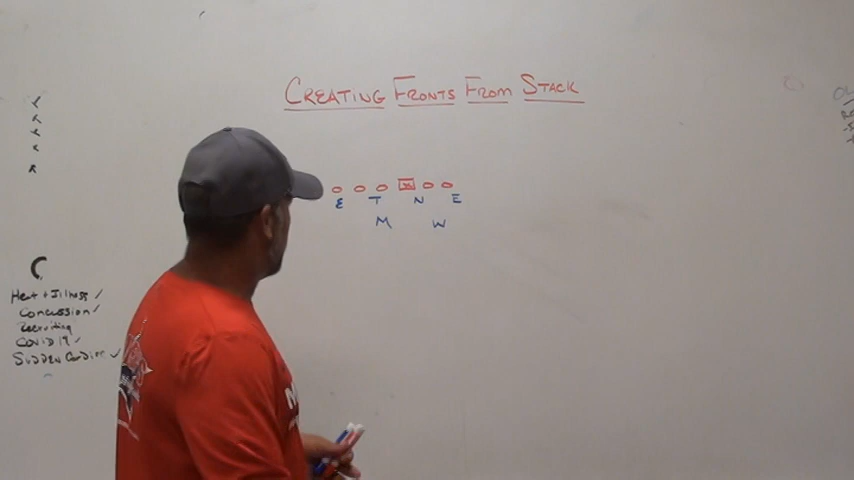 CREATING FRONTS FROM STACK
E T N E
M W
Heat + Illness ✓
Concussion ✓
Recruiting
COVID 19 ✓
SUDDEN CARDIAC ✓